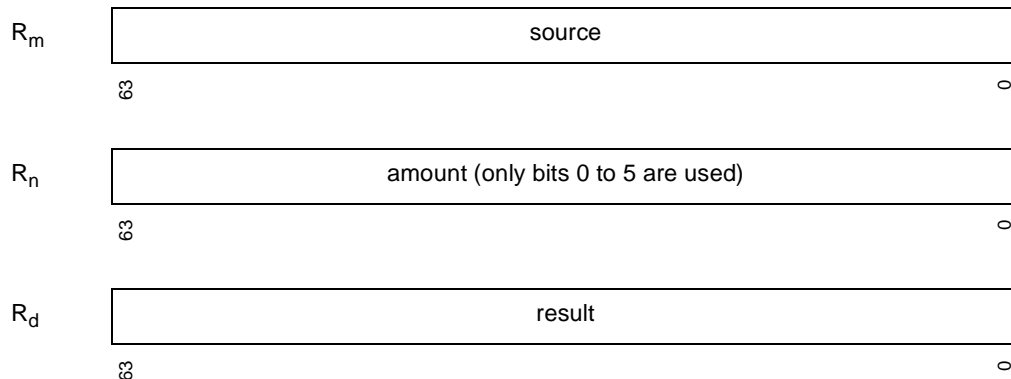 Rm source
63 0
Rn amount (only bits 0 to 5 are used)
63 0
Rd result
63 0